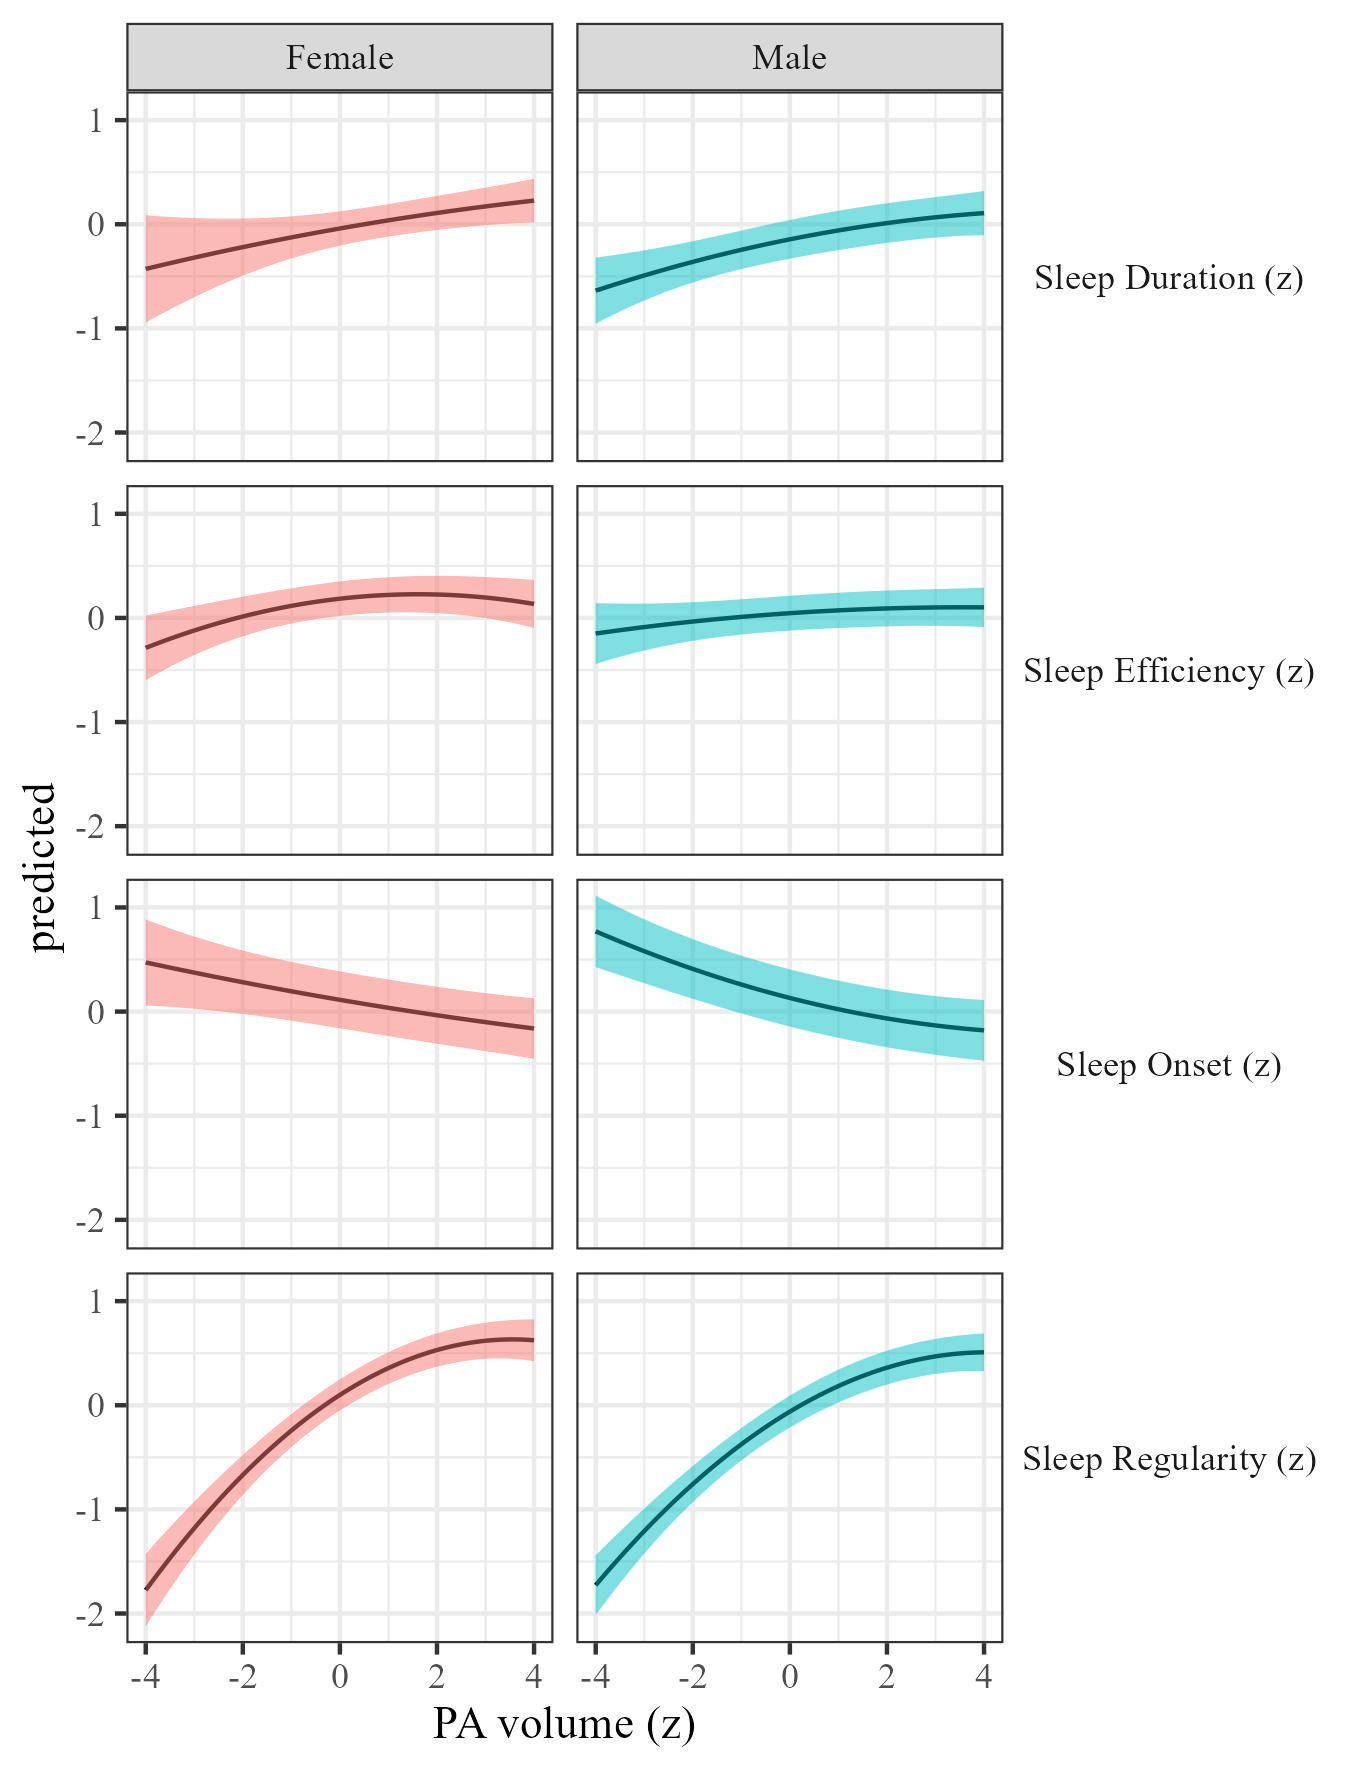 Female Male
1
0
-1
-2
Sleep Duration (z)
1
0
-1
-2
Sleep Efficiency (z)
predicted
1
0
-1
-2
Sleep Onset (z)
1
0
-1
-2
Sleep Regularity (z)
-4 -2 0 2 4 -4 -2 0 2 4
PA volume (z)